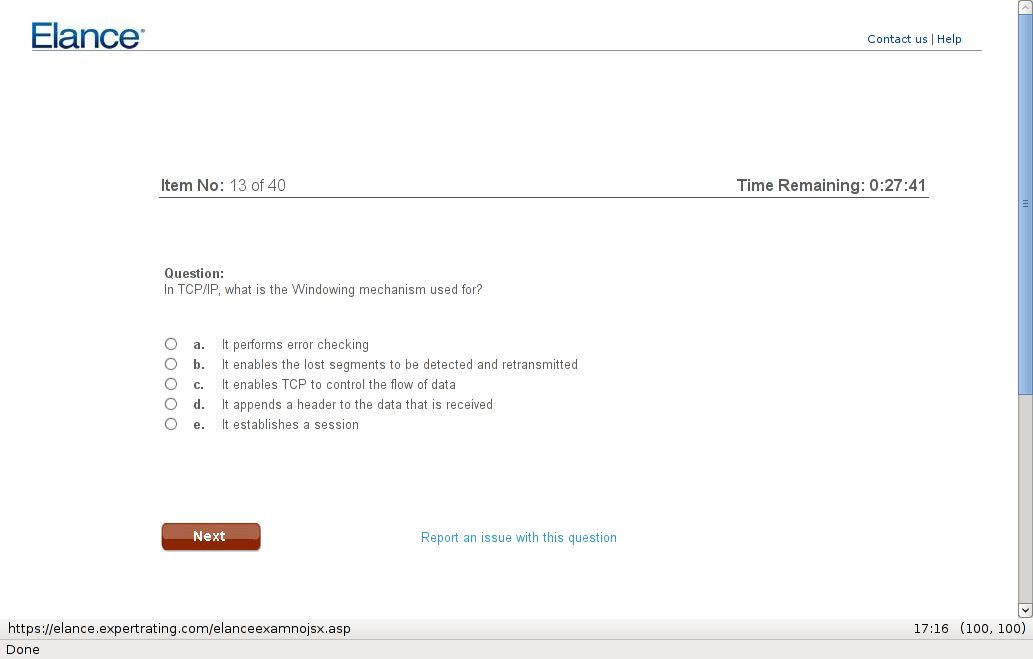 Elance®
Contact us | Help
Item No: 13 of 40
Time Remaining: 0:27:41
Question:
In TCP/IP, what is the Windowing mechanism used for?
a. It performs error checking
b. It enables the lost segments to be detected and retransmitted
c. It enables TCP to control the flow of data
d. It appends a header to the data that is received
e. It establishes a session
Next
Report an issue with this question
https://elance.expertrating.com/elanceexamnojsx.asp
17:16 (100, 100)
Done